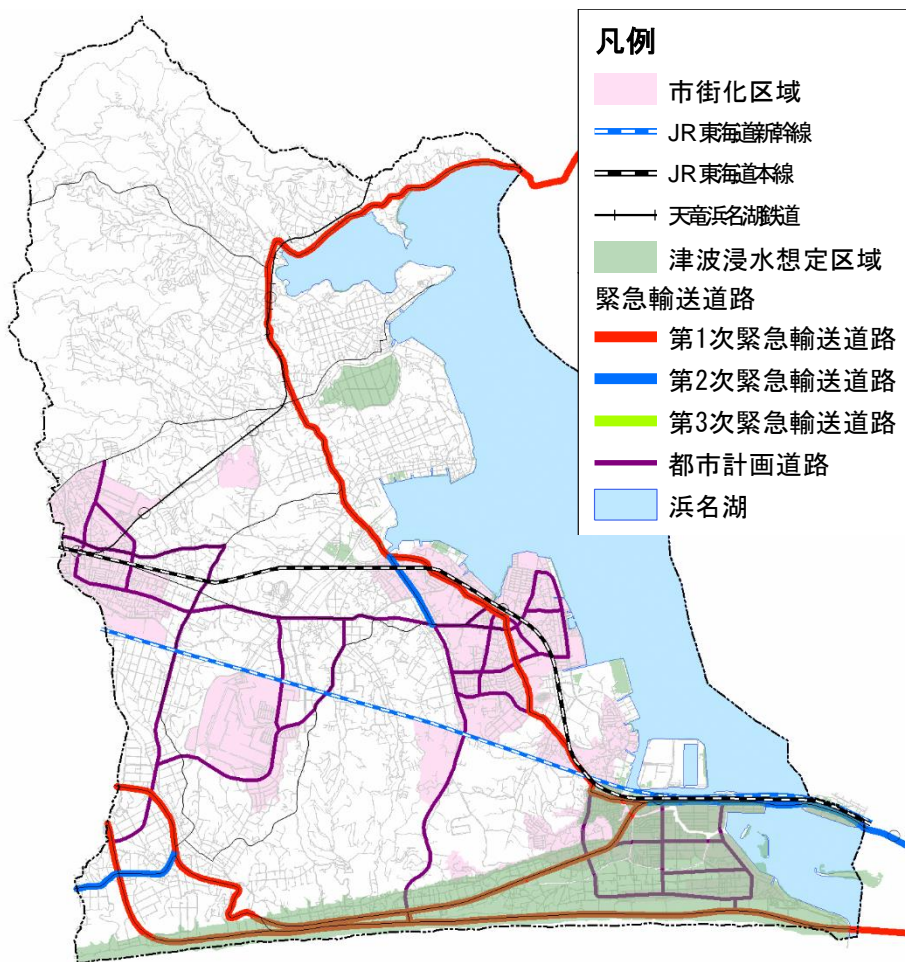 凡例
市街化区域
JR東海道新幹線
JR東海道本線
天竜浜名湖鉄道
津波浸水想定区域
緊急輸送道路
第1次緊急輸送道路
第2次緊急輸送道路
第3次緊急輸送道路
都市計画道路
浜名湖